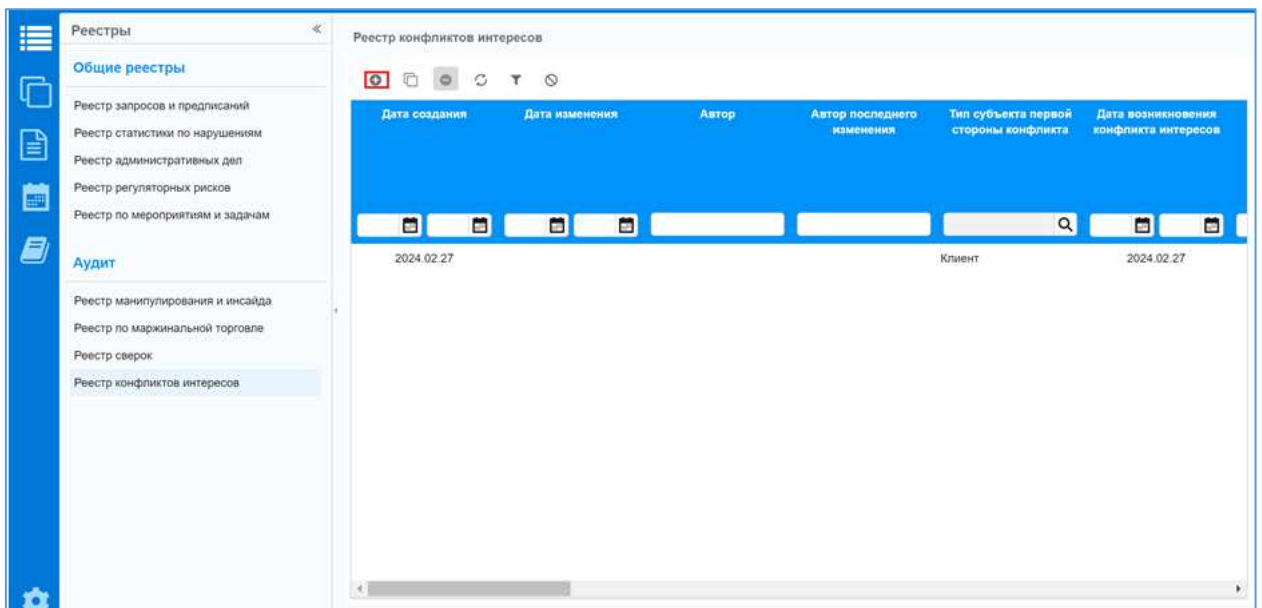 Реестры
Общие реестры
Реестр запросов и предписаний
Реестр статистики по нарушениям
Реестр административных дел
Реестр регуляторных рисков
Реестр по мероприятиям и задачам
Аудит
Реестр манипулирования и инсайда
Реестр по маржинальной торговле
Реестр сверок
Реестр конфликтов интересов
Реестр конфликтов интересов
Дата создания Дата изменения Автор Автор последнего Тип субъекта первой Дата возникновения
изменения стороны конфликта конфликта интересов
2024.02.27 Клиент 2024.02.27